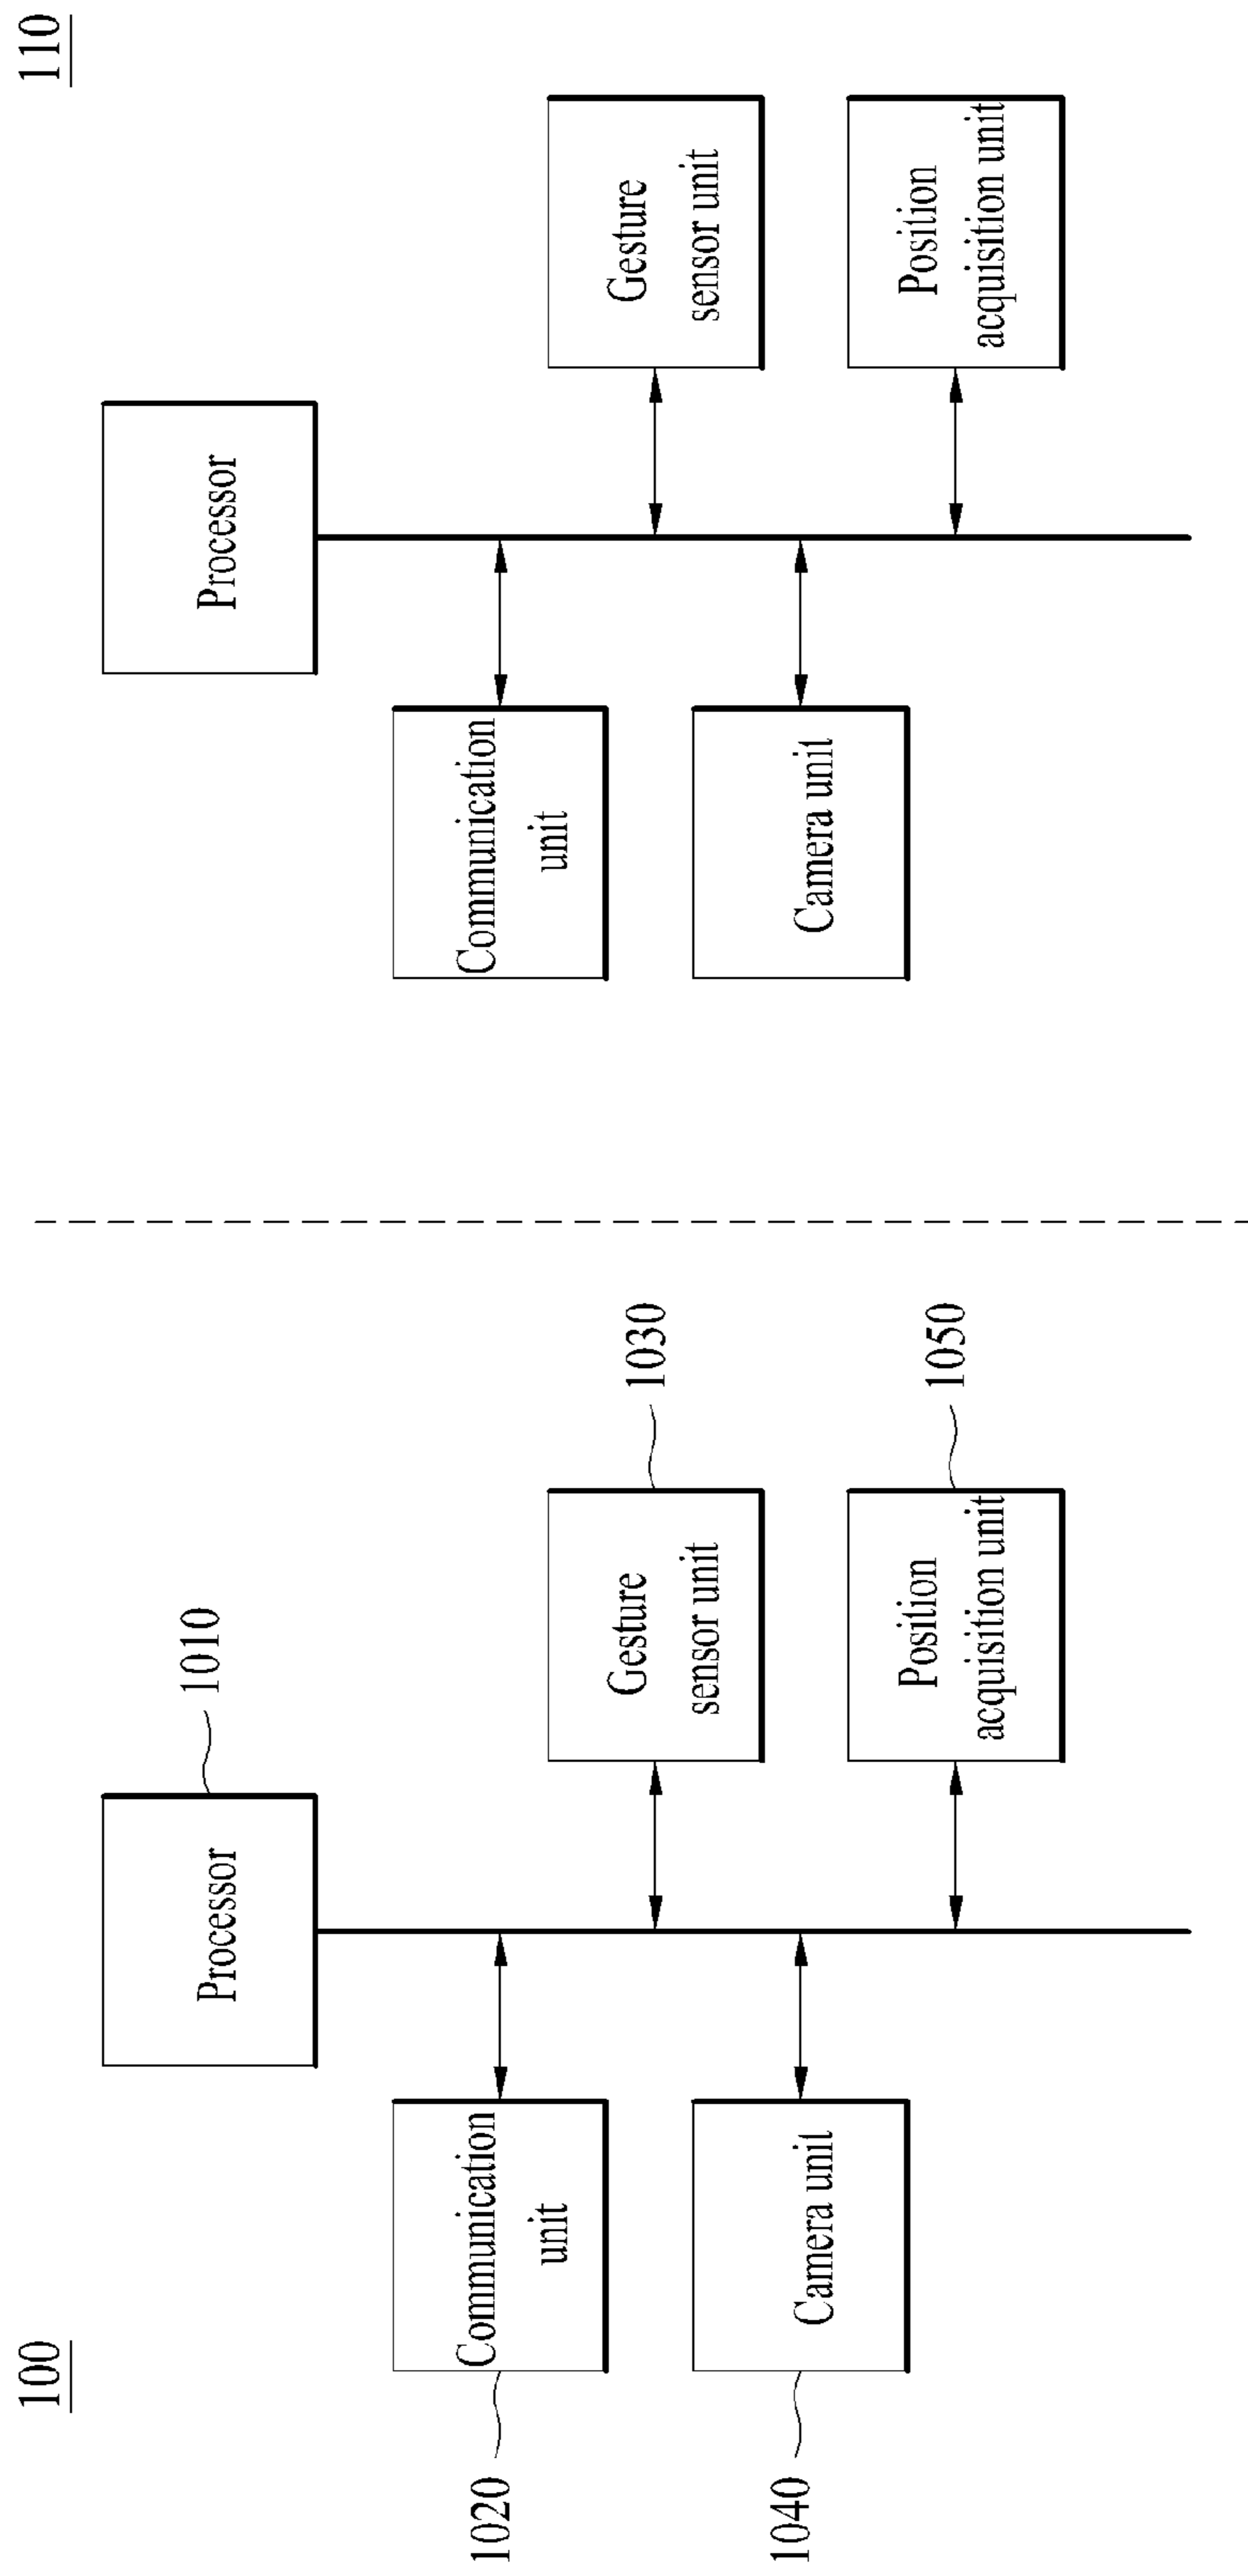 100
Processor
1010
Communication
unit
1020
Gesture
sensor unit
1030
Camera unit
1040
Position
acquisition unit
1050
110
Processor
Communication
unit
Gesture
sensor unit
Camera unit
Position
acquisition unit